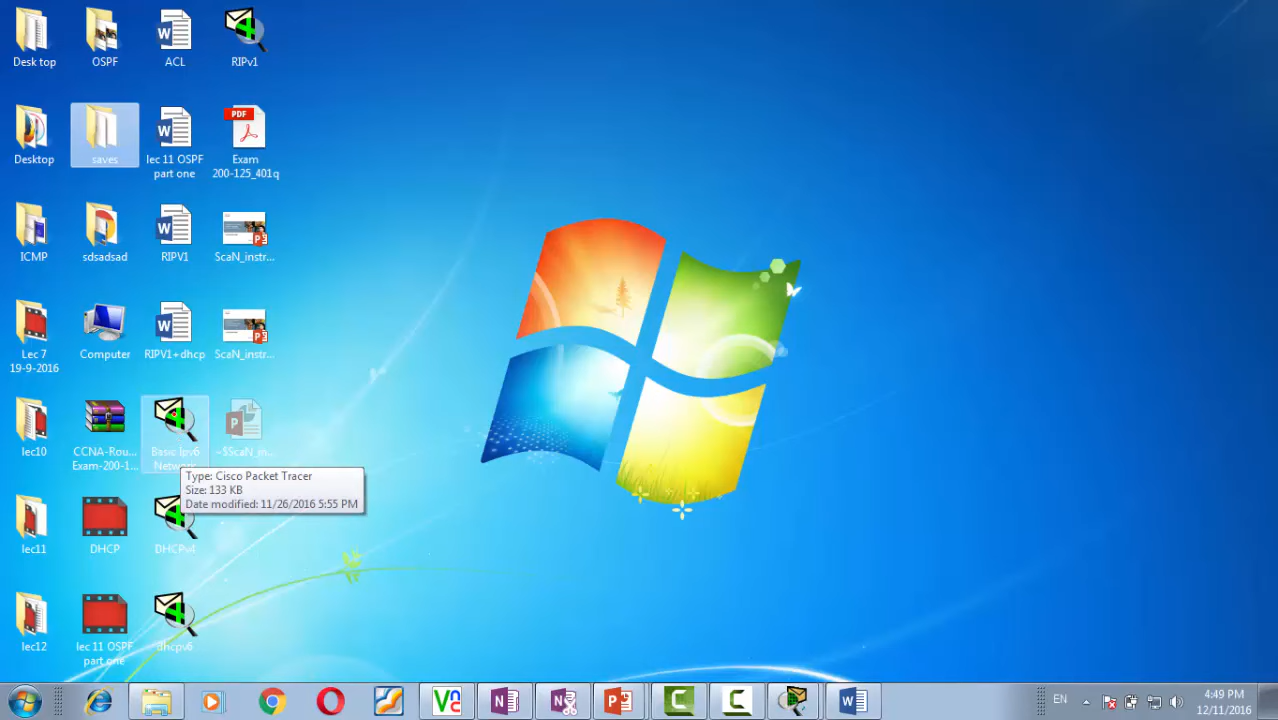 Desk top
OSPF
ACL
RIPv1
Desktop
saves
lec 11 OSPF
part one
PDF
Exam
200-125_401q
ICMP
sdsadsad
RIPV1
ScaN_instr...
Lec 7
19-9-2016
Computer
RIPV1+dhcp
ScaN_instr...
lec10
CCNA-Rou...
Exam-200-1...
Basic Ipv6
Network
~$ScaN_in...
Type: Cisco Packet Tracer
Size: 133 KB
Date modified: 11/26/2016 5:55 PM
lec11
DHCP
DHCPv4
lec12
lec 11 OSPF
part one
dhcpv6
EN
4:49 PM
12/11/2016